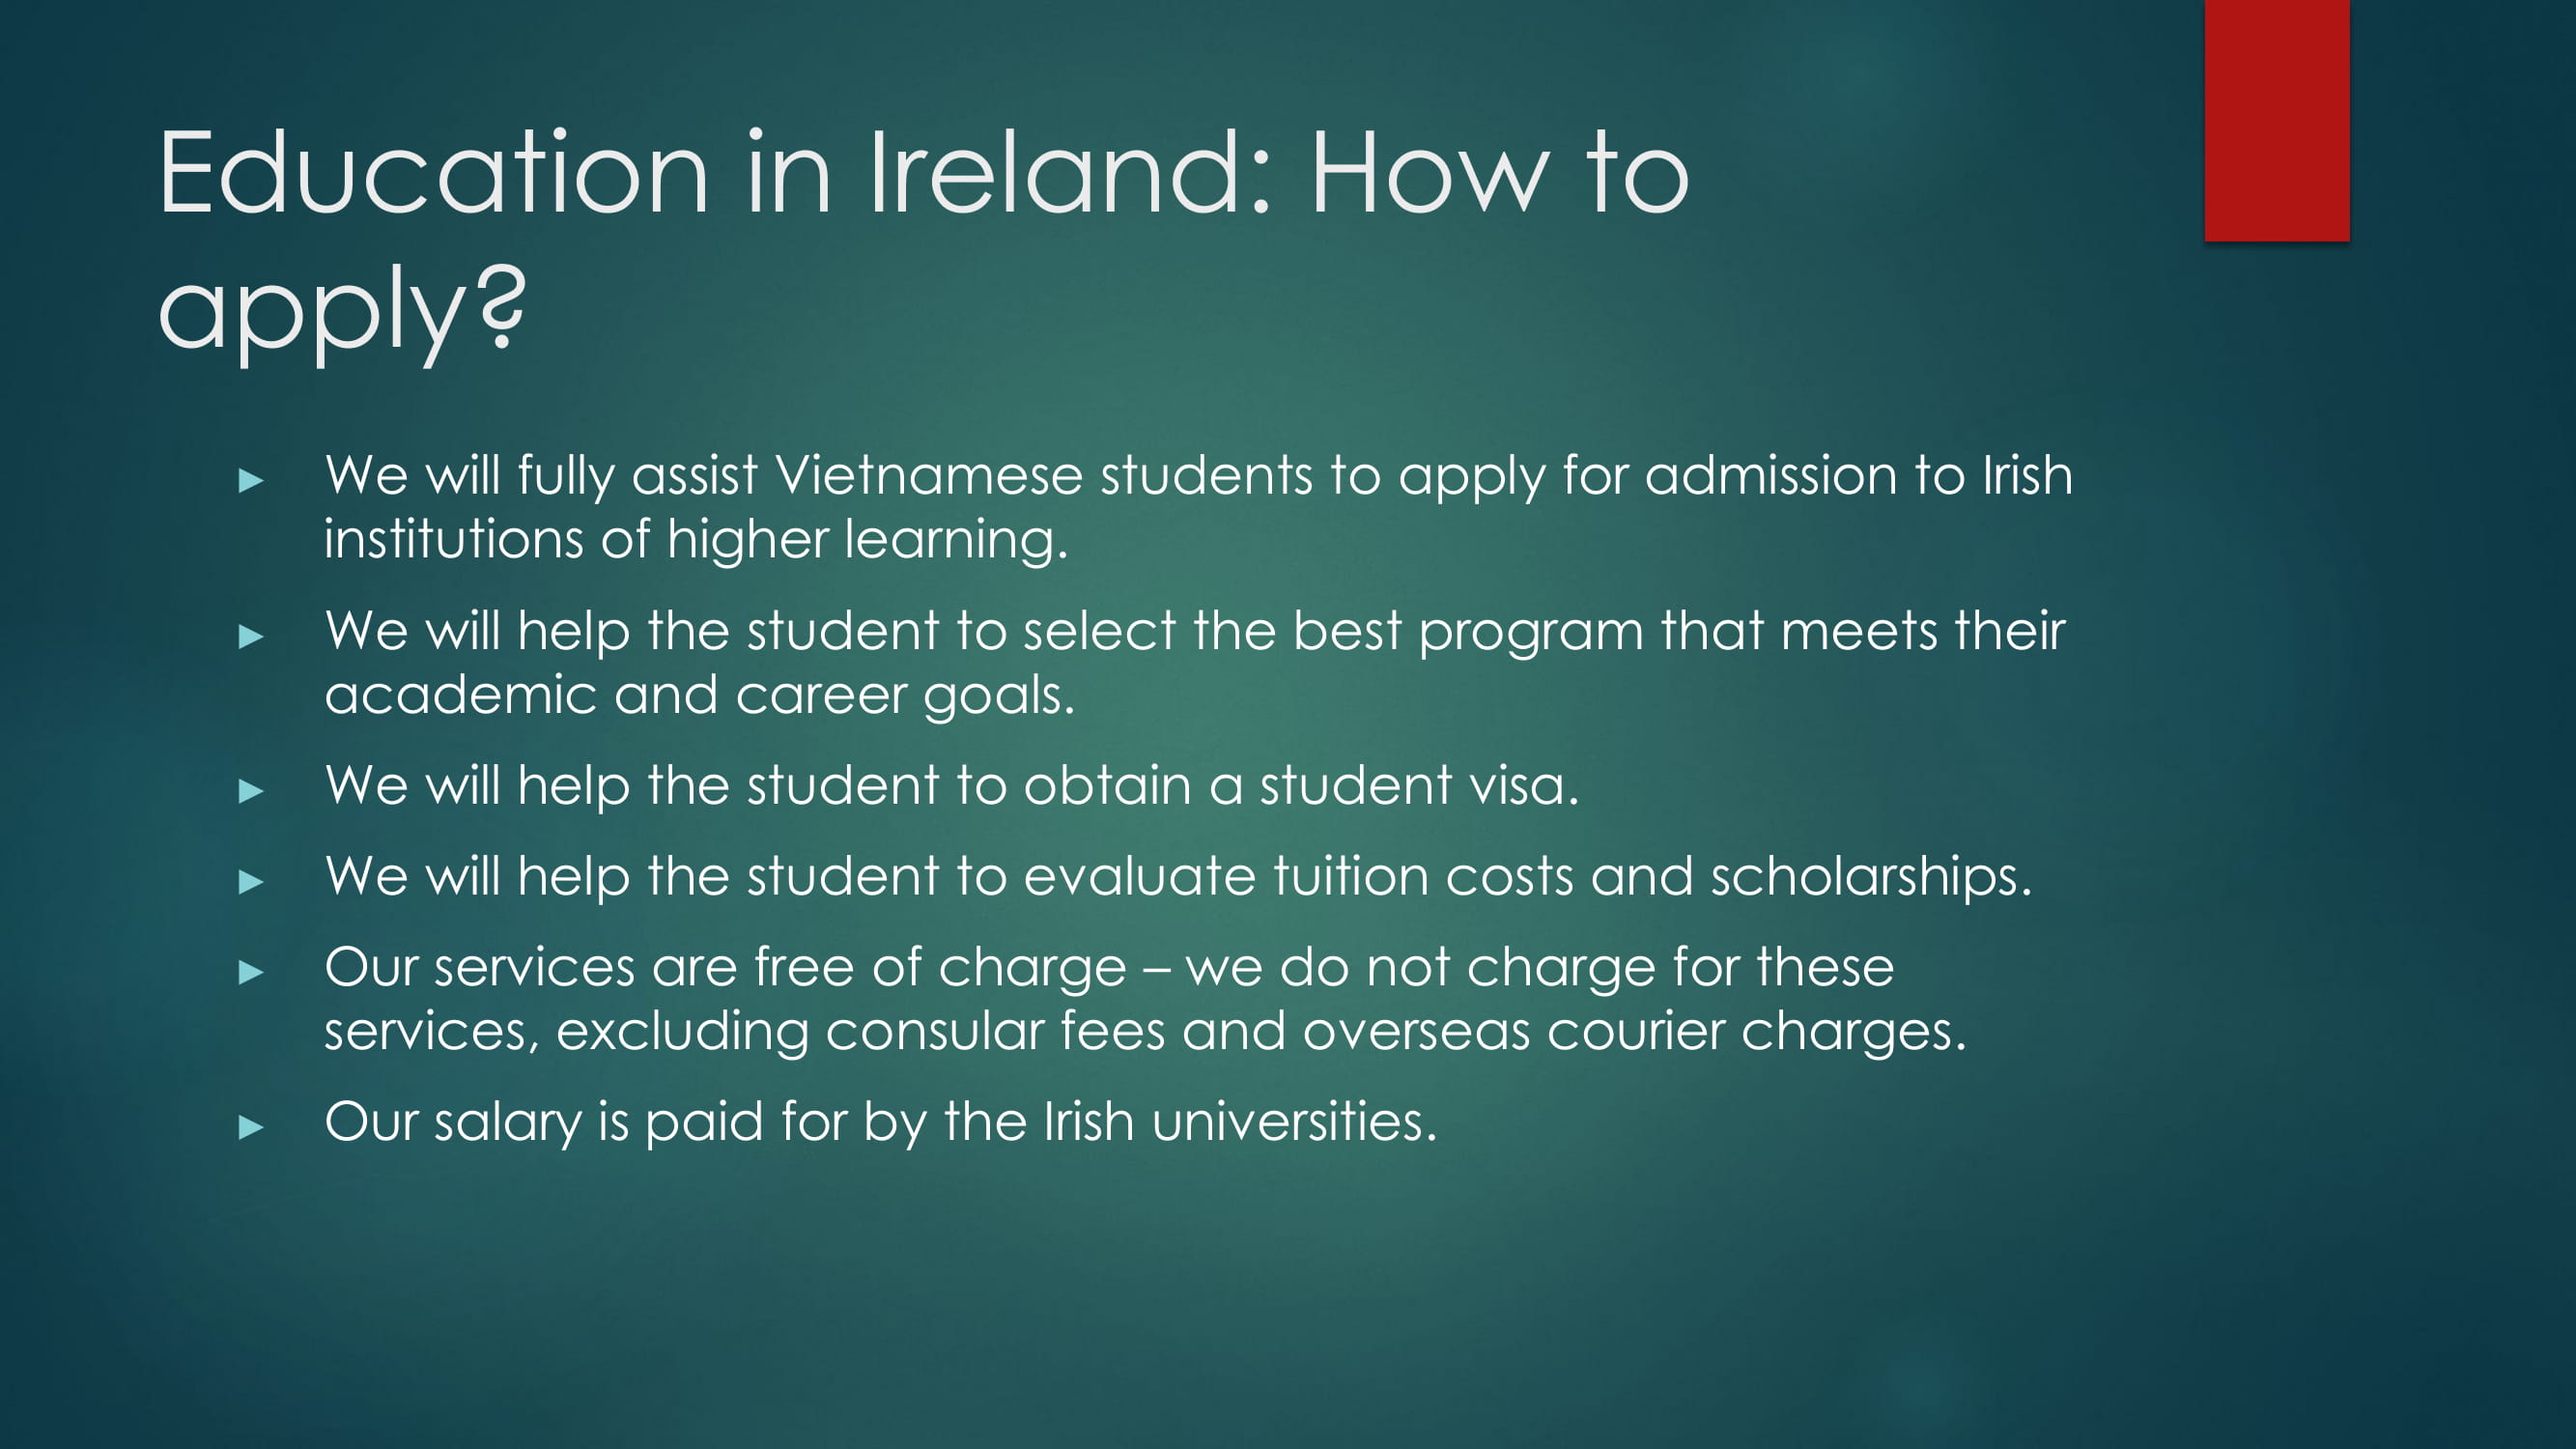 Education in Ireland: How to
apply?
We will fully assist Vietnamese students to apply for admission to Irish
institutions of higher learning.
We will help the student to select the best program that meets their
academic and career goals.
We will help the student to obtain a student visa.
We will help the student to evaluate tuition costs and scholarships.
Our services are free of charge – we do not charge for these
services, excluding consular fees and overseas courier charges.
Our salary is paid for by the Irish universities.